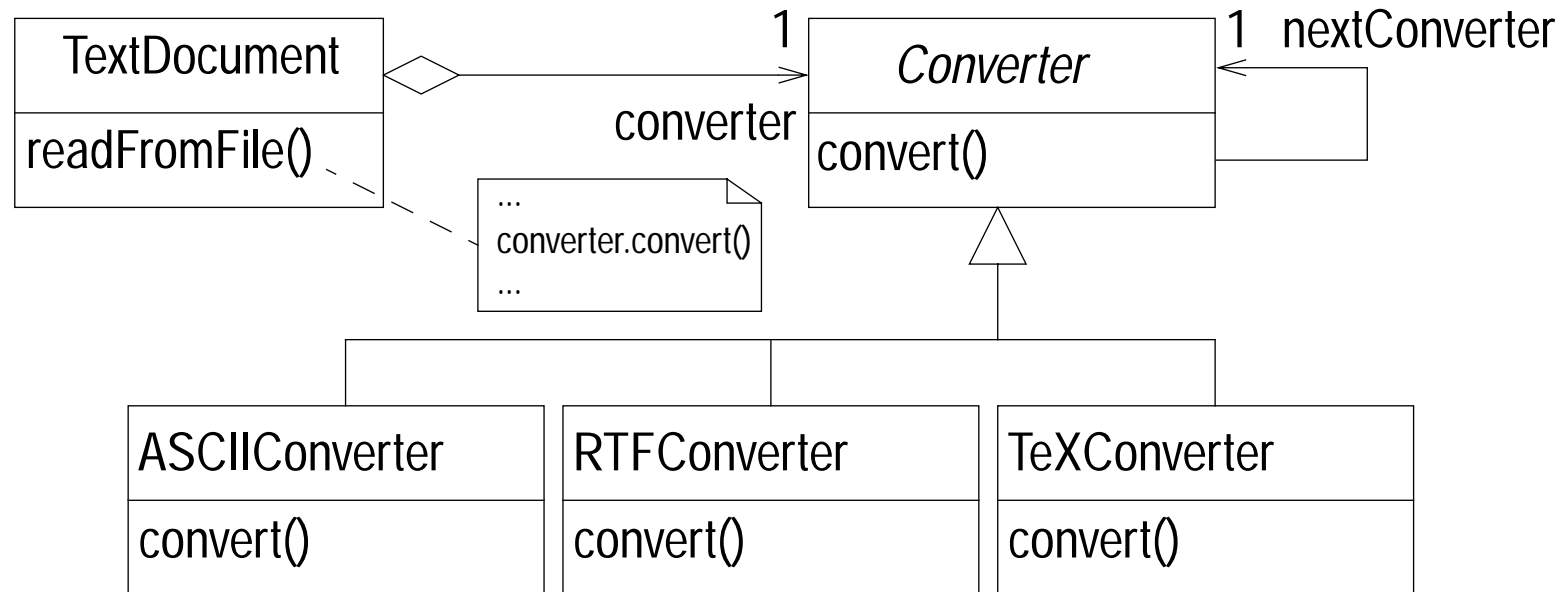 TextDocument
readFromFile()
1
converter
Converter
convert()
1 nextConverter
...
converter.convert()
...
ASCIIConverter
convert()
RTFConverter
convert()
TeXConverter
convert()